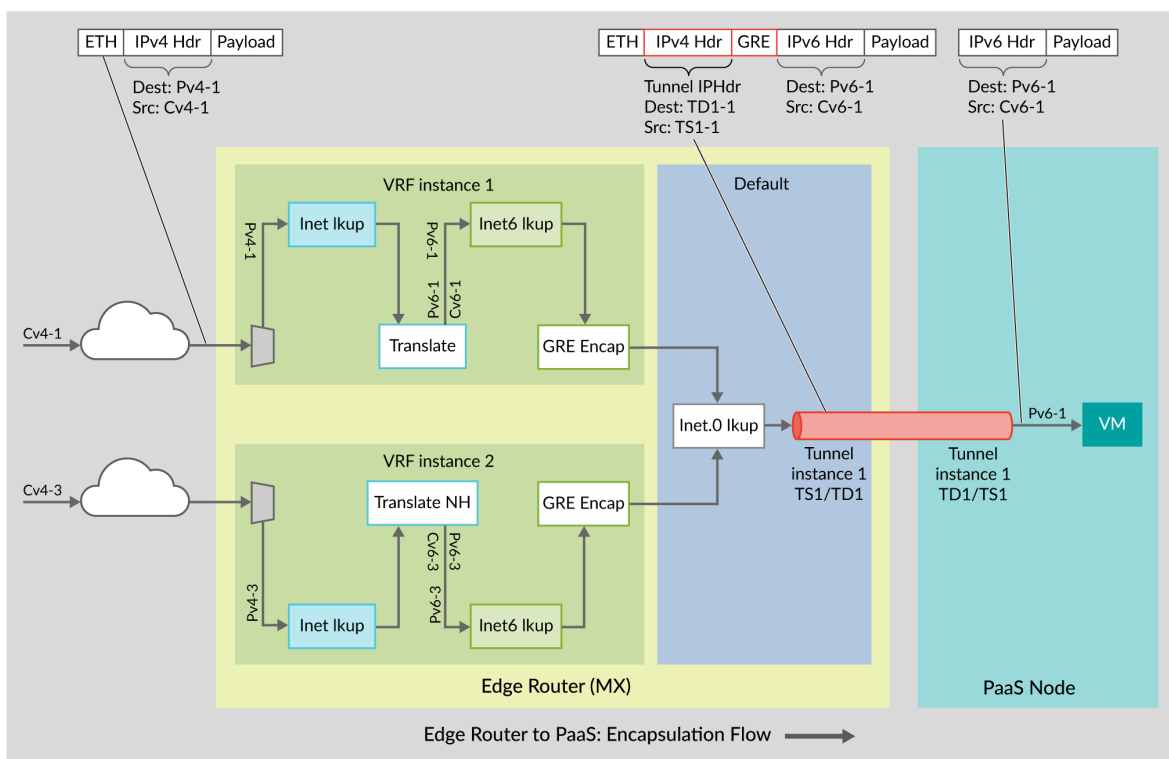 ETH IPv4 Hdr Payload
Dest: Pv4-1
Src: Cv4-1
ETH IPv4 Hdr GRE IPv6 Hdr Payload
Tunnel IPHdr
Dest: TD1-1
Src: TS1-1
Dest: Pv6-1
Src: Cv6-1
IPv6 Hdr Payload
Dest: Pv6-1
Src: Cv6-1
VRF instance 1
Default
Pv4-1
Inet lkup
Pv6-1
Inet6 lkup
Pv6-1
Cv6-1
Cv4-1
Translate
GRE Encap
Inet.0 lkup
Pv6-1
VM
Tunnel
instance 1
TS1/TD1
Tunnel
instance 1
TD1/TS1
VRF instance 2
Cv4-3
Translate NH
GRE Encap
Cv6-3
Pv6-3
Pv4-3
Pv6-3
Inet lkup
Inet6 lkup
Edge Router (MX)
PaaS Node
Edge Router to PaaS: Encapsulation Flow